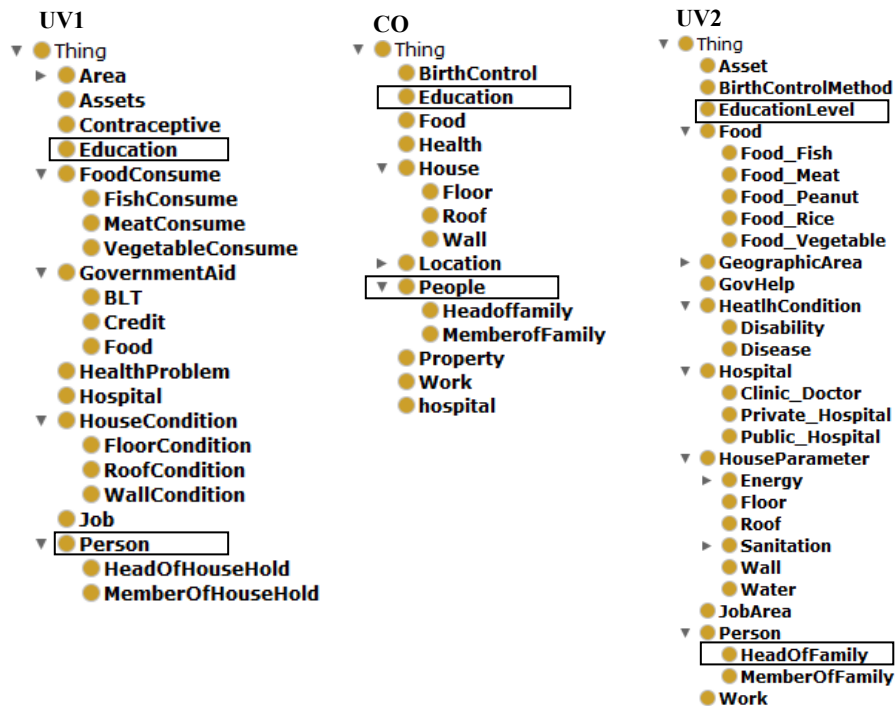 UV1
Thing
Area
Assets
Contraceptive
Education
FoodConsume
FishConsume
MeatConsume
VegetableConsume
GovernmentAid
BLT
Credit
Food
HealthProblem
Hospital
HouseCondition
FloorCondition
RoofCondition
WallCondition
Job
Person
HeadOfHouseHold
MemberOfHouseHold
CO
Thing
BirthControl
Education
Food
Health
House
Floor
Roof
Wall
Location
People
Headoffamily
MemberofFamily
Property
Work
hospital
UV2
Thing
Asset
BirthControlMethod
EducationLevel
Food
Food_Fish
Food_Meat
Food_Peanut
Food_Rice
Food_Vegetable
GeographicArea
GovHelp
HeatlhCondition
Disability
Disease
Hospital
Clinic_Doctor
Private_Hospital
Public_Hospital
HouseParameter
Energy
Floor
Roof
Sanitation
Wall
Water
JobArea
Person
HeadOfFamily
MemberOfFamily
Work